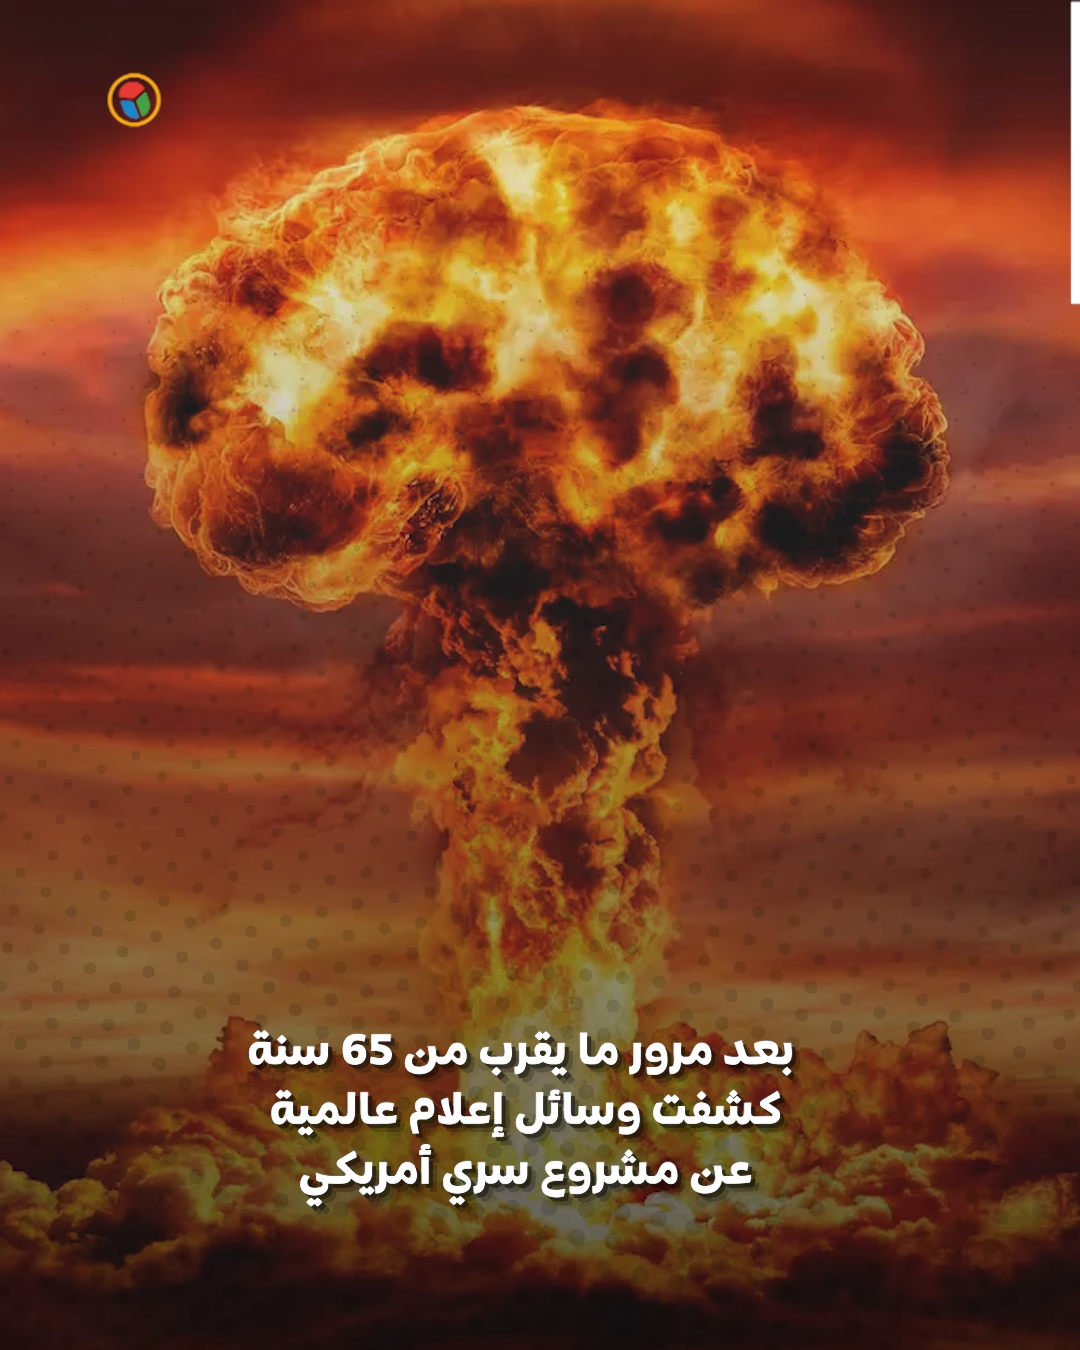 بعد مرور ما يقرب من 65 سنة
كشفت وسائل إعلام عالمية
عن مشروع سري أمريكي